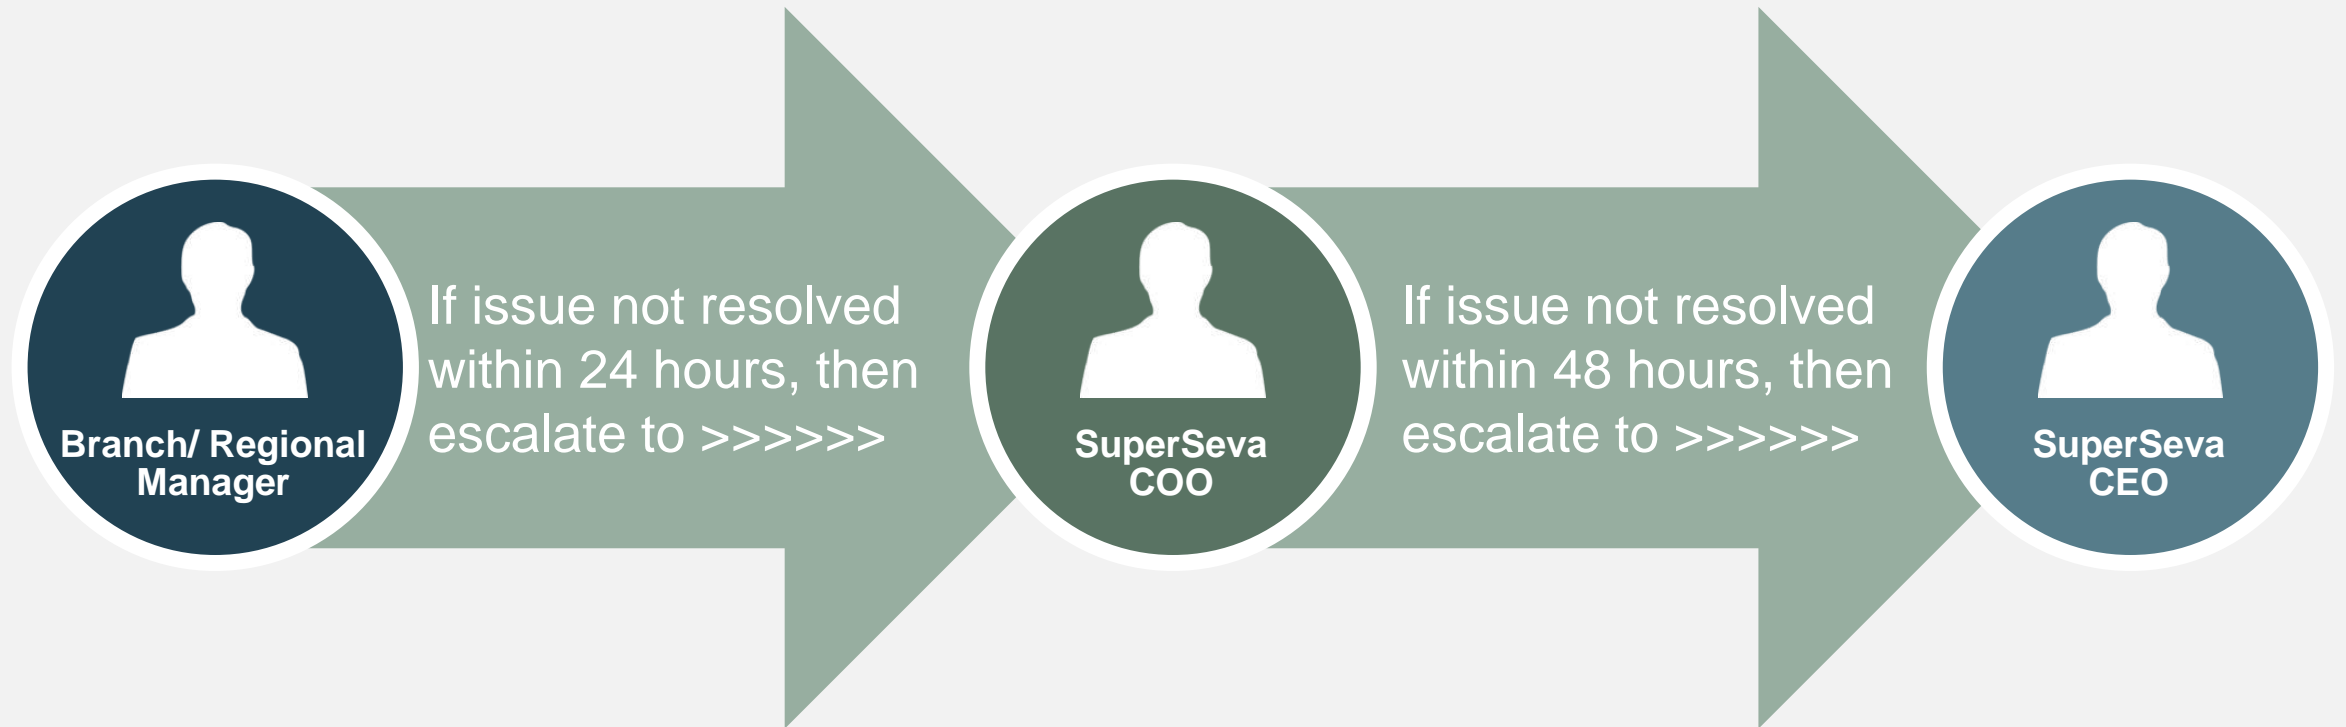 Branch/ Regional
Manager
If issue not resolved
within 24 hours, then
escalate to >>>>>>
SuperSeva
COO
If issue not resolved
within 48 hours, then
escalate to >>>>>>
SuperSeva
CEO